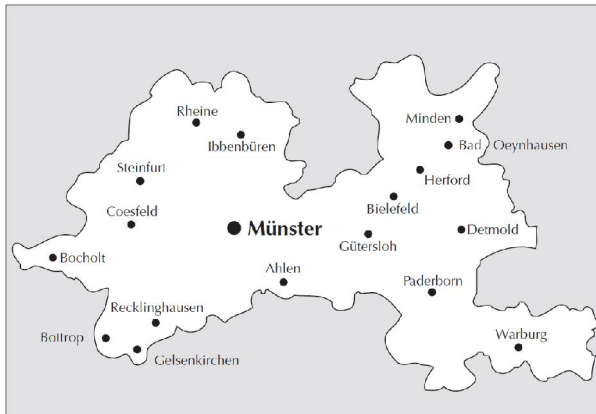 Rheine
Minden
Ibbenbüren
Bad Oeynhausen
Steinfurt
Herford
Coesfeld
Bielefeld
Münster
Detmold
Gütersloh
Bocholt
Ahlen
Paderborn
Recklinghausen
Bottrop
Warburg
Gelsenkirchen